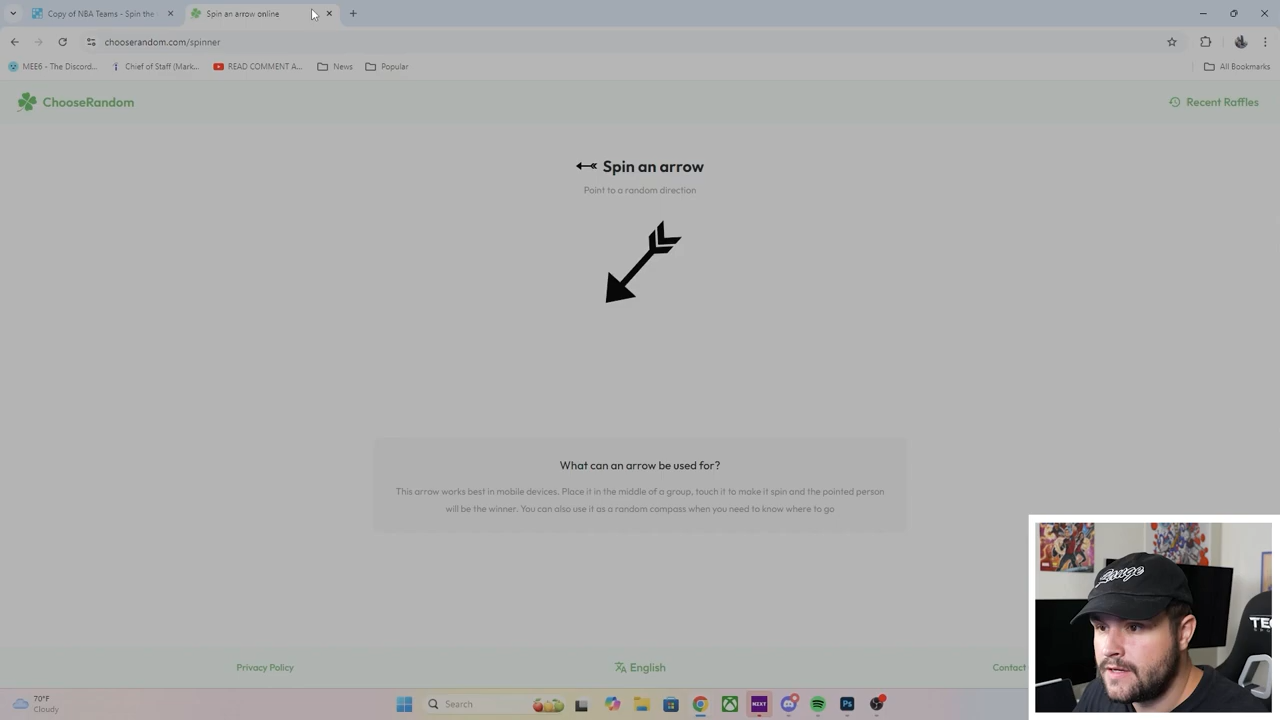 Copy of NBA Teams - Spin the
Spin an arrow online
chooserandom.com/spinner
MEE6 - The Discord...
Chief of Staff (Mark...
READ COMMENT A...
News
Popular
All Bookmarks
ChooseRandom
Recent Raffles
Spin an arrow
Point to a random direction
What can an arrow be used for?
This arrow works best in mobile devices. Place it in the middle of a group, touch it to make it spin and the pointed person
will be the winner. You can also use it as a random compass when you need to know where to go
Privacy Policy
English
Contact
70°F
Cloudy
Search
NZXT